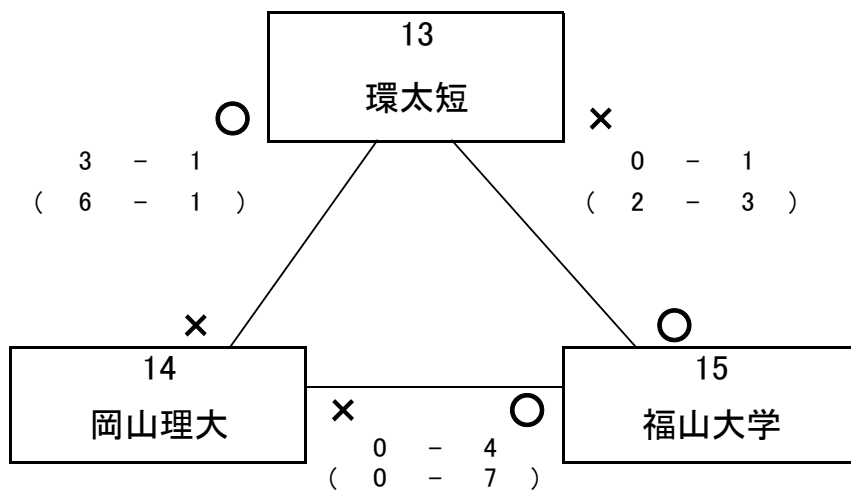 13
環太短
○ ×
3 － 1
( 6 － 1 )
0 － 1
( 2 － 3 )
× ○
14
岡山理大
15
福山大学
× ○
0 － 4
( 0 － 7 )